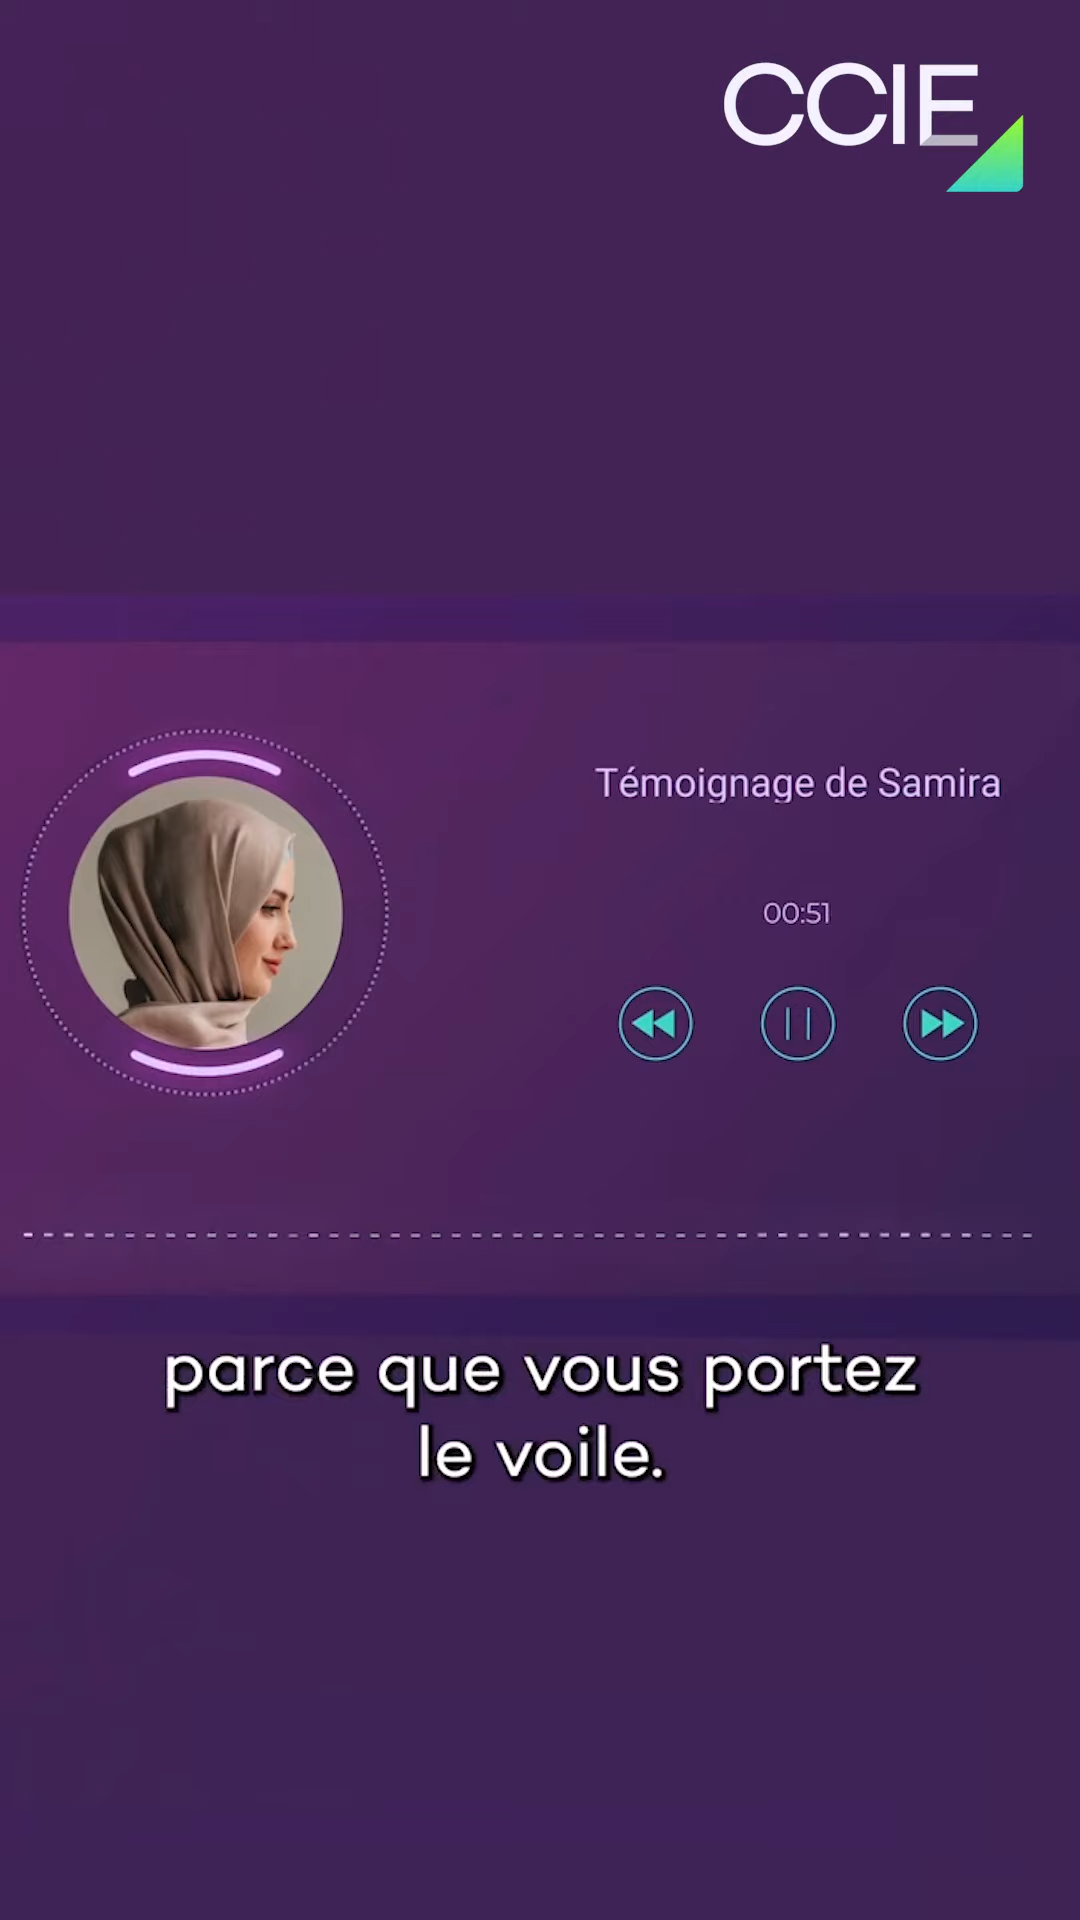 CCIE
Témoignage de Samira
00:51
parce que vous portez
le voile.